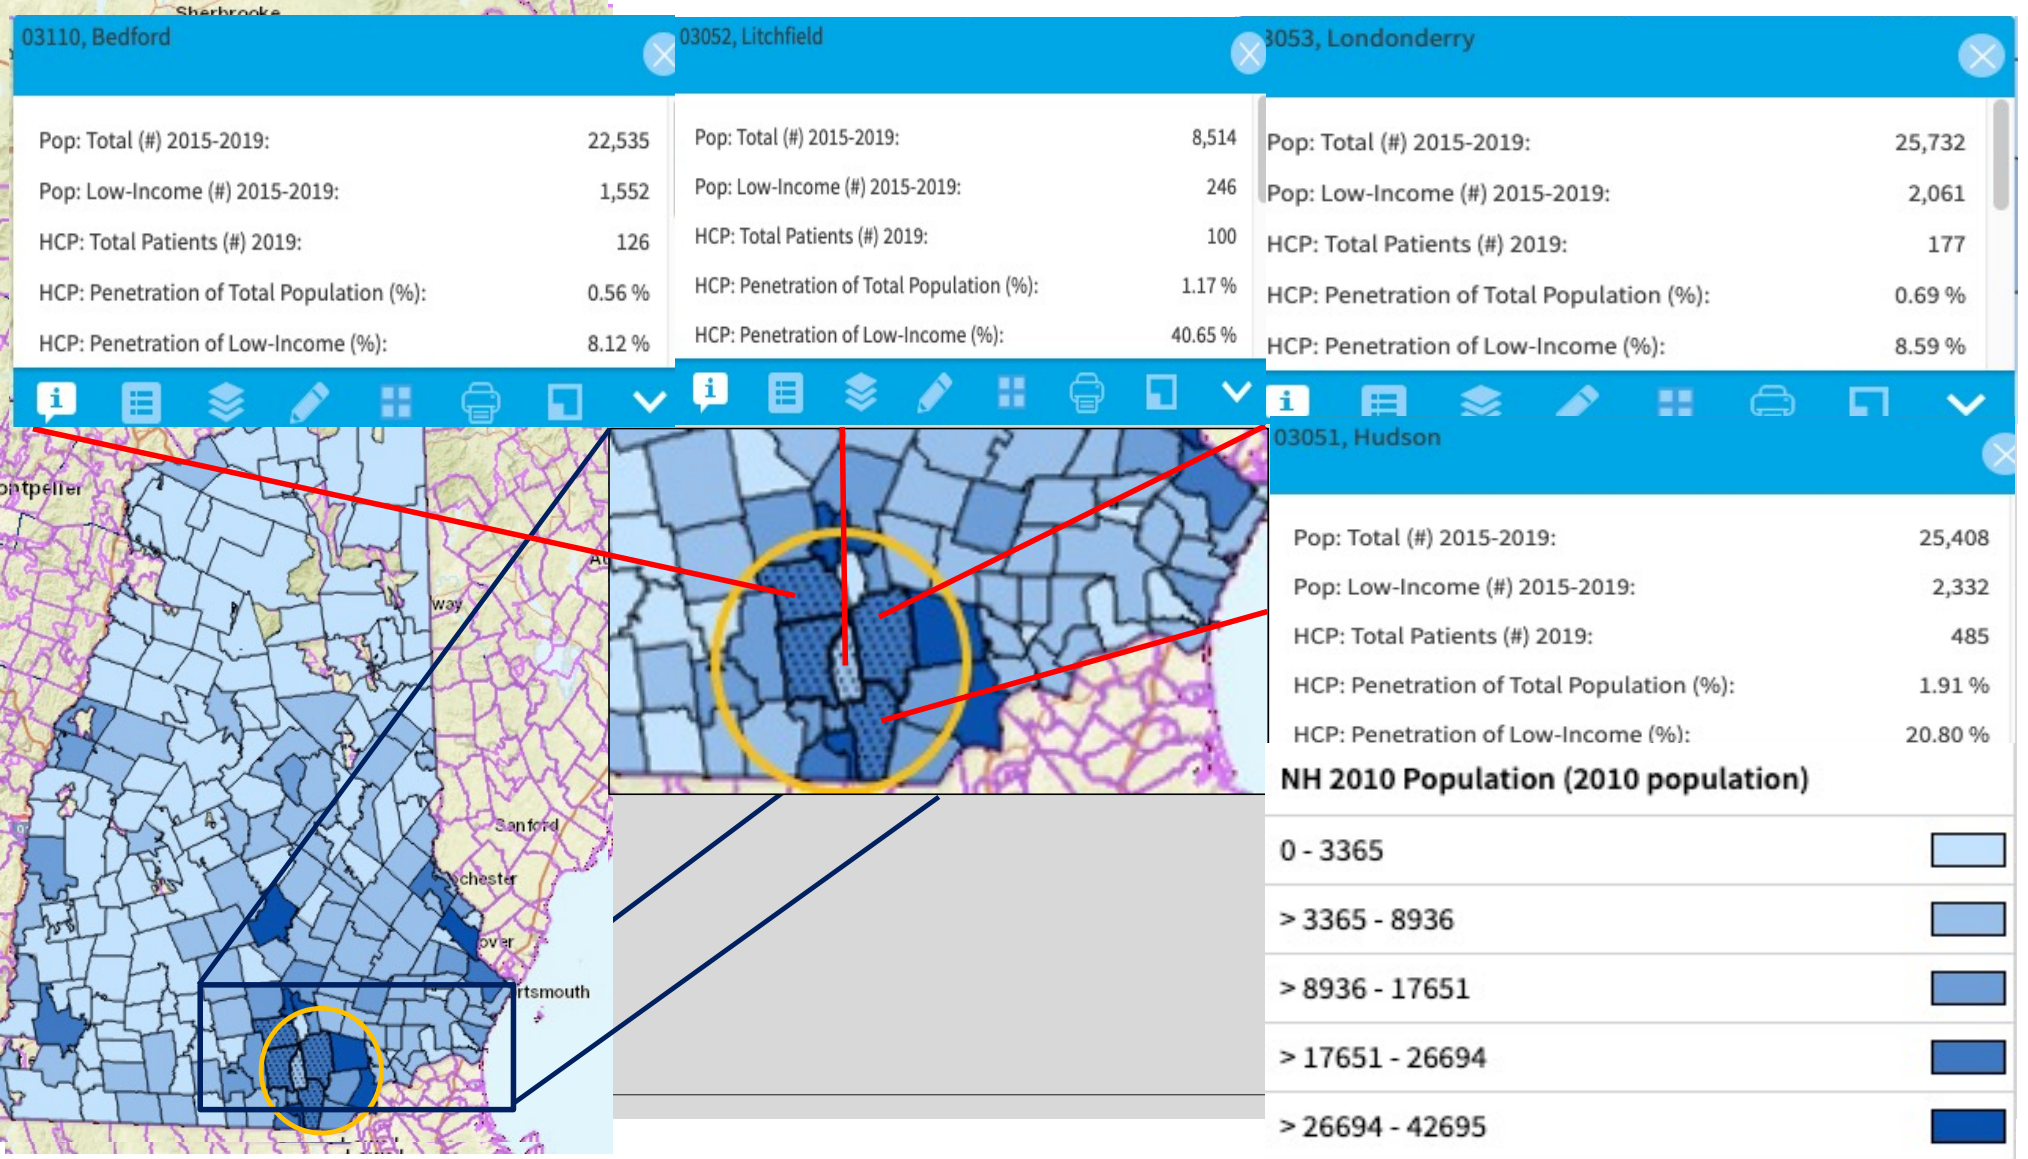 Sherbrooke
03110, Bedford
Pop: Total (#) 2015-2019: 22,535
Pop: Low-Income (#) 2015-2019: 1,552
HCP: Total Patients (#) 2019: 126
HCP: Penetration of Total Population (%): 0.56 %
HCP: Penetration of Low-Income (%): 8.12 %
03052, Litchfield
Pop: Total (#) 2015-2019: 8,514
Pop: Low-Income (#) 2015-2019: 246
HCP: Total Patients (#) 2019: 100
HCP: Penetration of Total Population (%): 1.17 %
HCP: Penetration of Low-Income (%): 40.65 %
3053, Londonderry
Pop: Total (#) 2015-2019: 25,732
Pop: Low-Income (#) 2015-2019: 2,061
HCP: Total Patients (#) 2019: 177
HCP: Penetration of Total Population (%): 0.69 %
HCP: Penetration of Low-Income (%): 8.59 %
03051, Hudson
Pop: Total (#) 2015-2019: 25,408
Pop: Low-Income (#) 2015-2019: 2,332
HCP: Total Patients (#) 2019: 485
HCP: Penetration of Total Population (%): 1.91 %
HCP: Penetration of Low-Income (%): 20.80 %
ontpelier
way
Sanford
chester
over
rtsmouth
NH 2010 Population (2010 population)
0 - 3365
> 3365 - 8936
> 8936 - 17651
> 17651 - 26694
> 26694 - 42695